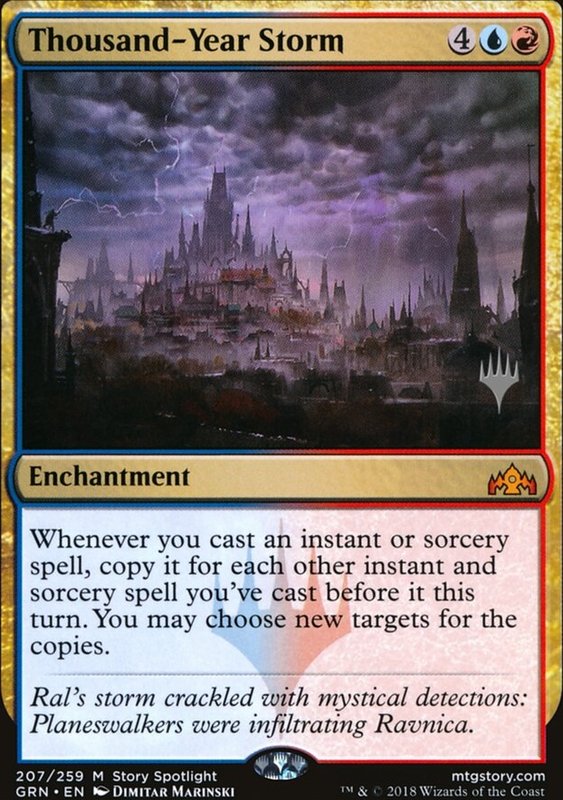 Thousand-Year Storm
4
Enchantment
Whenever you cast an instant or sorcery
spell, copy it for each other instant and
sorcery spell you've cast before it this
turn. You may choose new targets for the
copies.
Ral's storm crackled with mystical detections:
Planeswalkers were infiltrating Ravnica.
207/259 M Story Spotlight
GRN • EN Dimitar Marinski
mtgstory.com
™ & © 2018 Wizards of the Coast